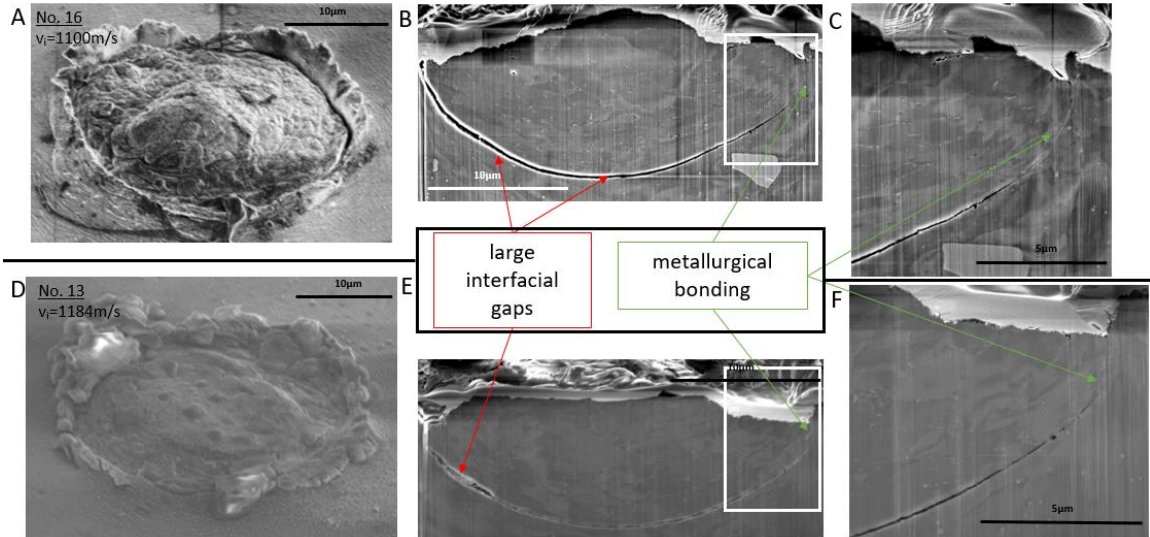 A
No. 16
vᵢ=1100m/s
10μm
B
10μm
C
5μm
large
interfacial
gaps
metallurgical
bonding
D
No. 13
vᵢ=1184m/s
10μm
E
10μm
F
5μm